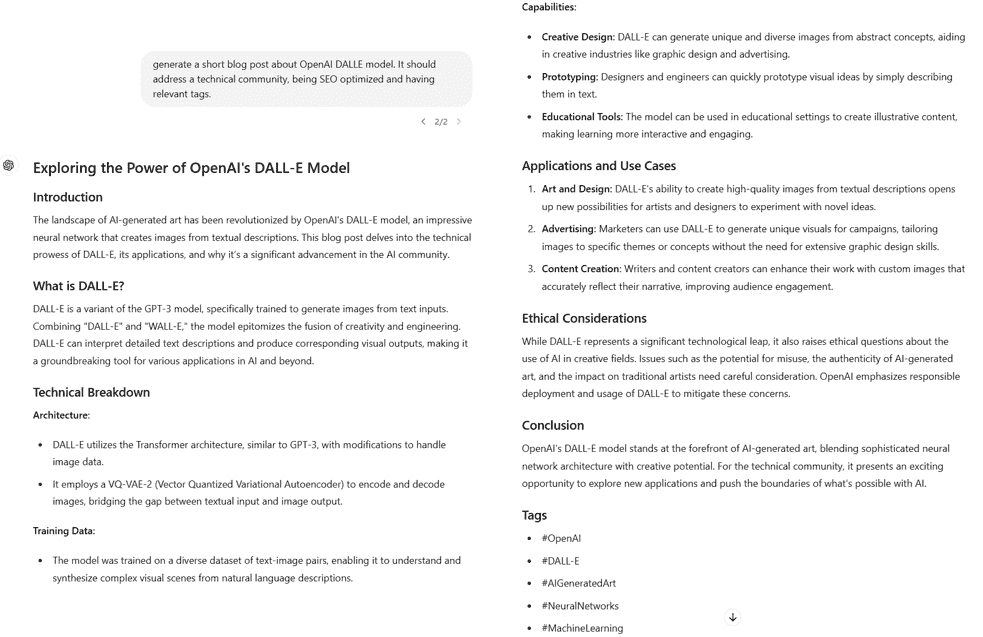 generate a short blog post about OpenAI DALLE model. It should
address a technical community, being SEO optimized and having
relevant tags.
2/2
Exploring the Power of OpenAI's DALL-E Model
Introduction
The landscape of AI-generated art has been revolutionized by OpenAI's DALL-E model, an impressive
neural network that creates images from textual descriptions. This blog post delves into the technical
prowess of DALL-E, its applications, and why it's a significant advancement in the AI community.
What is DALL-E?
DALL-E is a variant of the GPT-3 model, specifically trained to generate images from text inputs.
Combining "DALL-E" and "WALL-E," the model epitomizes the fusion of creativity and engineering.
DALL-E can interpret detailed text descriptions and produce corresponding visual outputs, making it
a groundbreaking tool for various applications in AI and beyond.
Technical Breakdown
Architecture:
• DALL-E utilizes the Transformer architecture, similar to GPT-3, with modifications to handle
image data.
• It employs a VQ-VAE-2 (Vector Quantized Variational Autoencoder) to encode and decode
images, bridging the gap between textual input and image output.
Training Data:
• The model was trained on a diverse dataset of text-image pairs, enabling it to understand and
synthesize complex visual scenes from natural language descriptions.
Capabilities:
• Creative Design: DALL-E can generate unique and diverse images from abstract concepts, aiding
in creative industries like graphic design and advertising.
• Prototyping: Designers and engineers can quickly prototype visual ideas by simply describing
them in text.
• Educational Tools: The model can be used in educational settings to create illustrative content,
making learning more interactive and engaging.
Applications and Use Cases
1. Art and Design: DALL-E's ability to create high-quality images from textual descriptions opens
up new possibilities for artists and designers to experiment with novel ideas.
2. Advertising: Marketers can use DALL-E to generate unique visuals for campaigns, tailoring
images to specific themes or concepts without the need for extensive graphic design skills.
3. Content Creation: Writers and content creators can enhance their work with custom images that
accurately reflect their narrative, improving audience engagement.
Ethical Considerations
While DALL-E represents a significant technological leap, it also raises ethical questions about the
use of AI in creative fields. Issues such as the potential for misuse, the authenticity of AI-generated
art, and the impact on traditional artists need careful consideration. OpenAI emphasizes responsible
deployment and usage of DALL-E to mitigate these concerns.
Conclusion
OpenAI's DALL-E model stands at the forefront of AI-generated art, blending sophisticated neural
network architecture with creative potential. For the technical community, it presents an exciting
opportunity to explore new applications and push the boundaries of what's possible with AI.
Tags
• #OpenAI
• #DALL-E
• #AIGeneratedArt
• #NeuralNetworks
• #MachineLearning